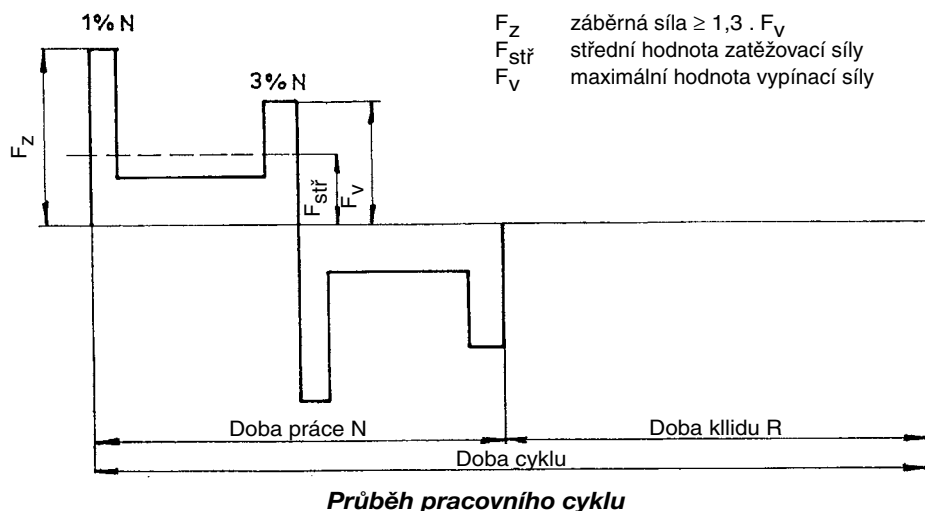 1% N
3% N
F_z záběrná síla ≥ 1,3 . F_v
F_stř střední hodnota zatěžovací síly
F_v maximální hodnota vypínací síly
F_z
F_stř
F_v
Doba práce N
Doba kllidu R
Doba cyklu
Průběh pracovního cyklu